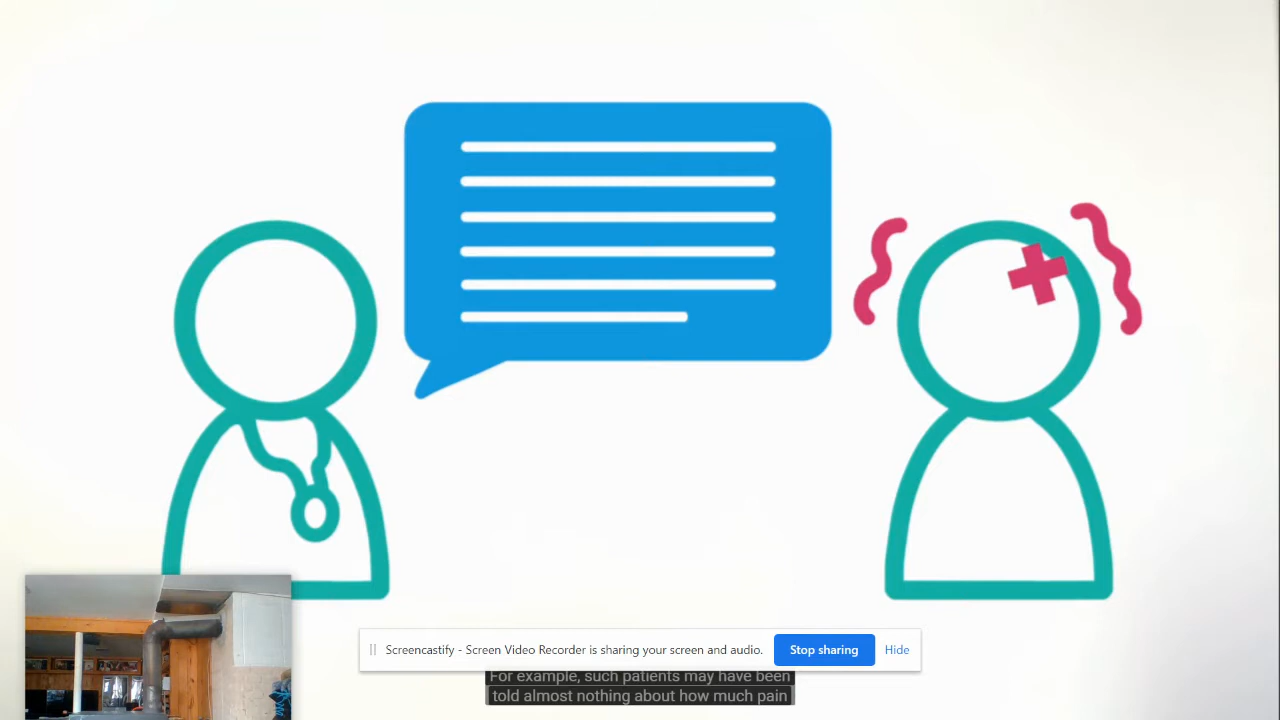 Screencastify - Screen Video Recorder is sharing your screen and audio.
Stop sharing
Hide
For example, such patients may have been
told almost nothing about how much pain